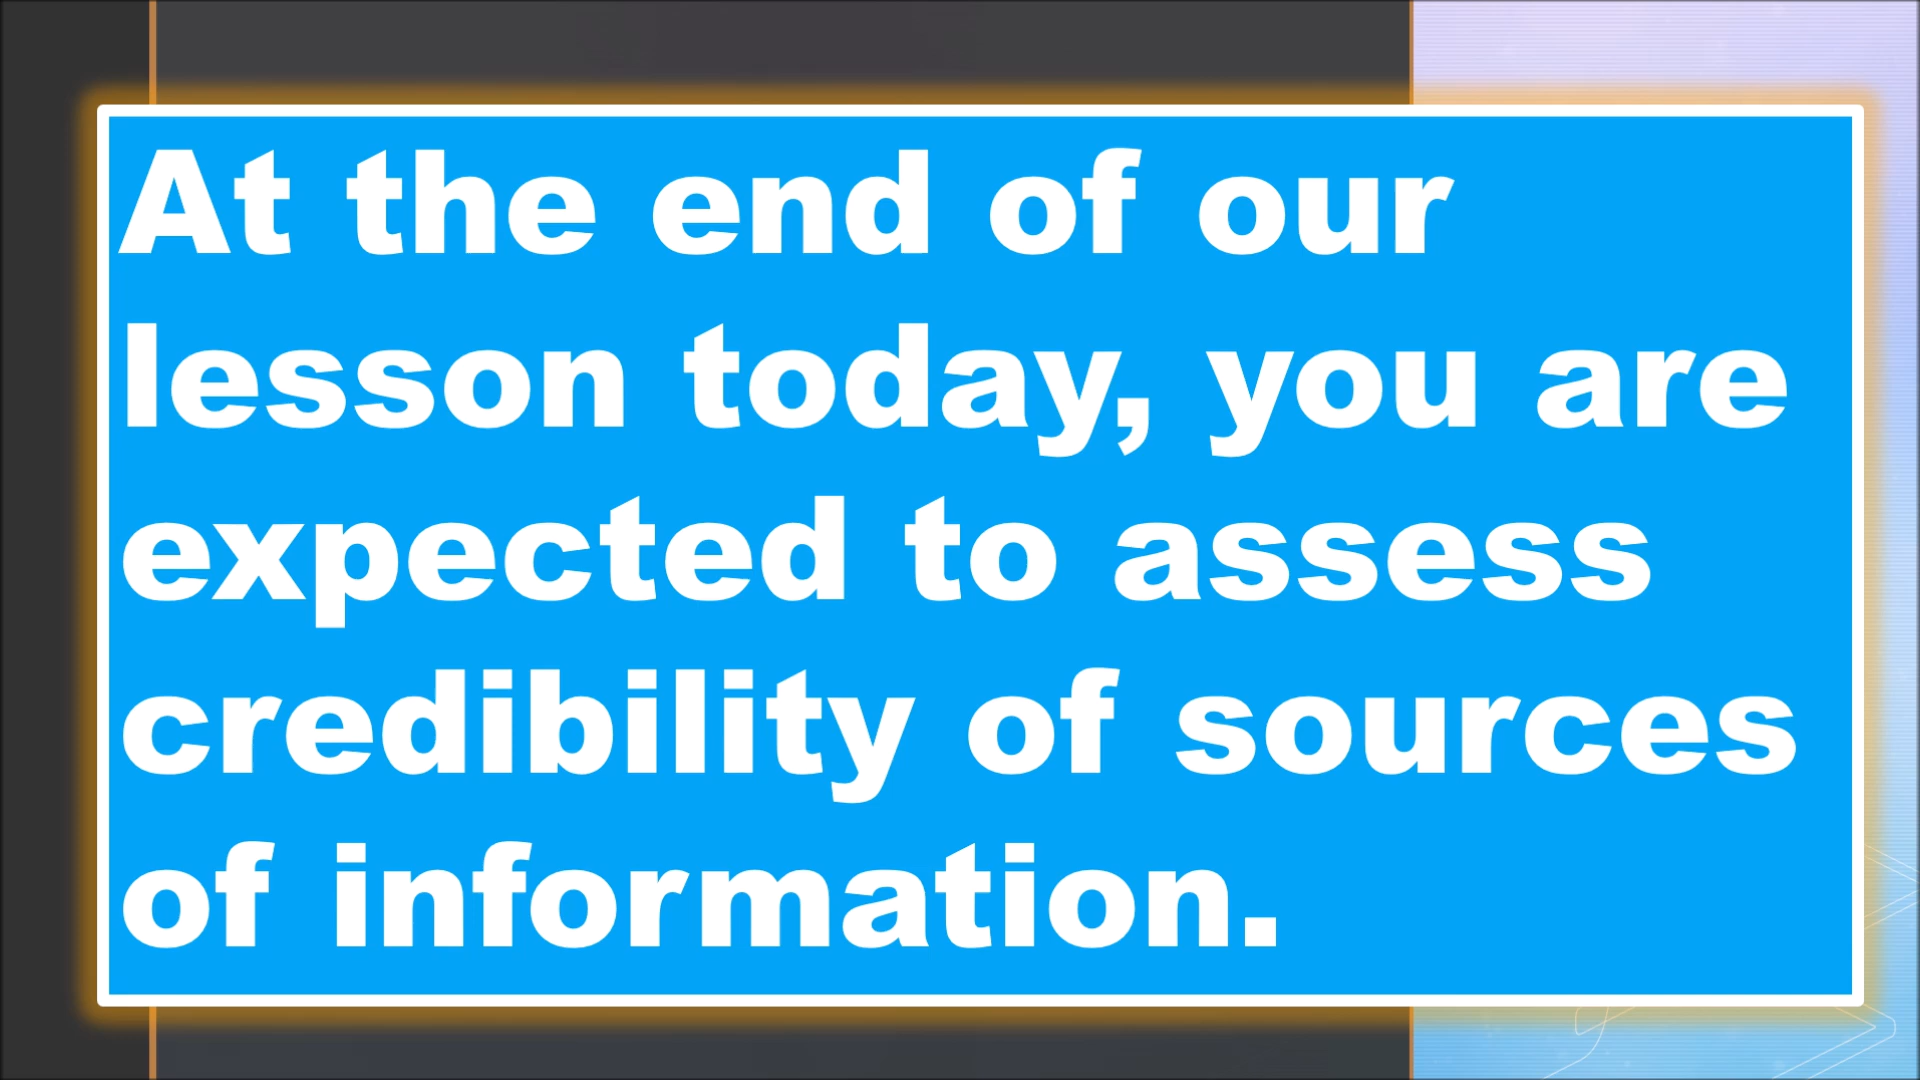 At the end of our
lesson today, you are
expected to assess
credibility of sources
of information.